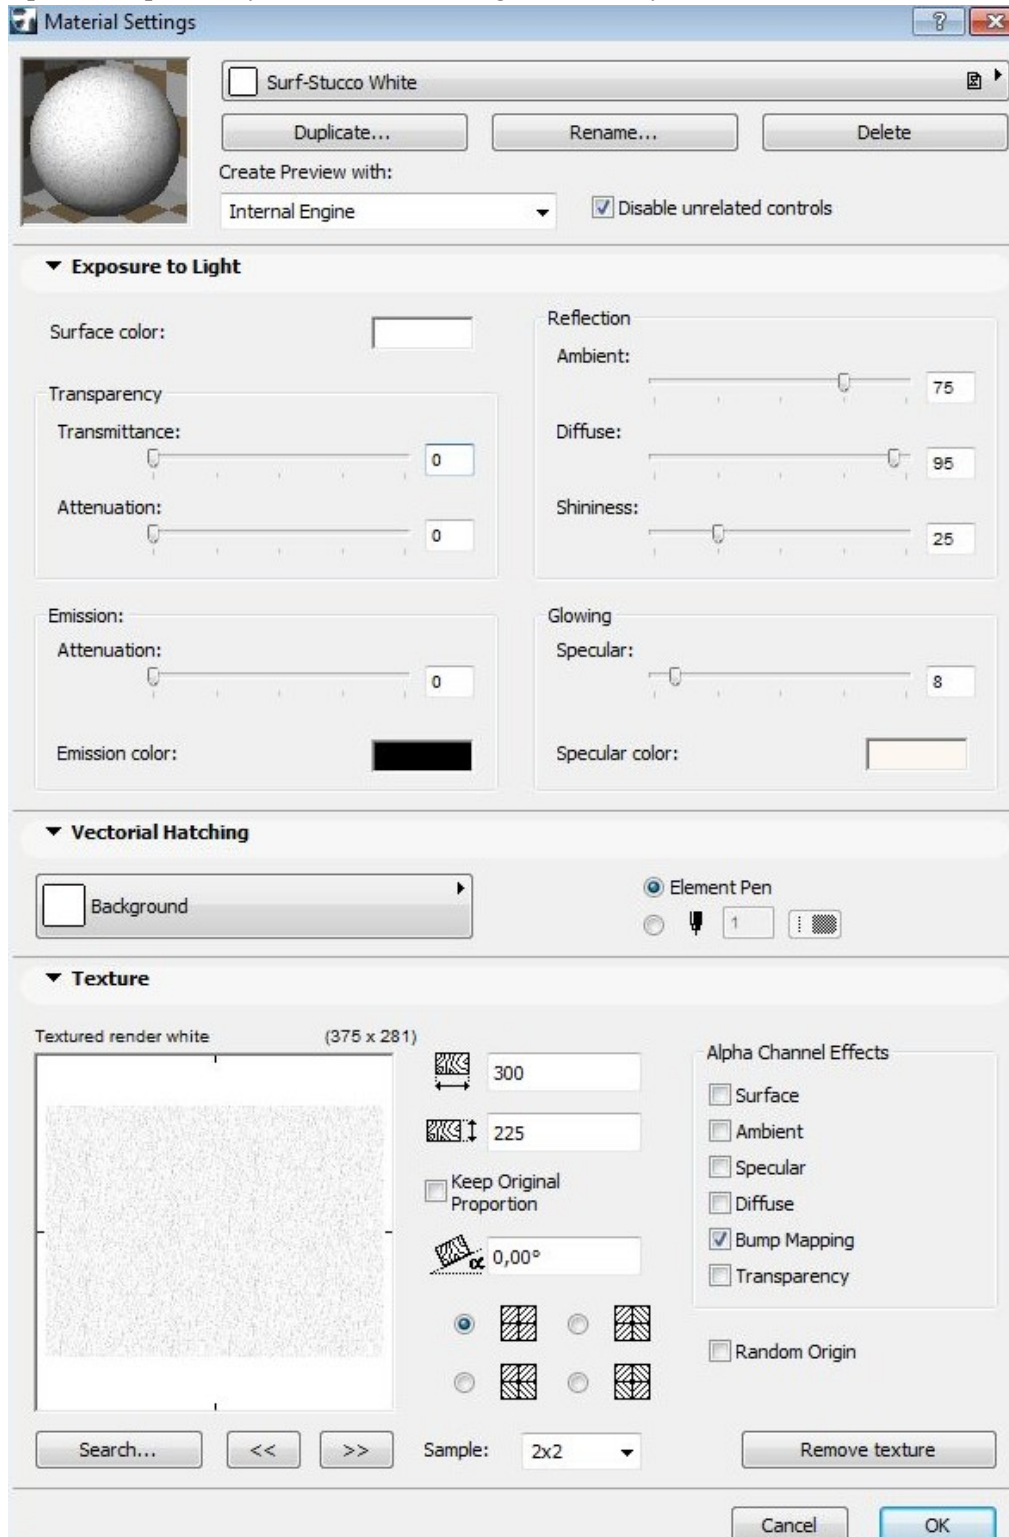 Material Settings
Surf-Stucco White
Duplicate... Rename... Delete
Create Preview with:
Internal Engine
Disable unrelated controls
Exposure to Light
Surface color:
Transparency
Transmittance:
0
Attenuation:
0
Reflection
Ambient:
75
Diffuse:
95
Shininess:
25
Emission:
Attenuation:
0
Emission color:
Glowing
Specular:
8
Specular color:
Vectorial Hatching
Background
Element Pen
1
Texture
Textured render white (375 x 281)
300
225
Keep Original
Proportion
α 0,00°
Alpha Channel Effects
Surface
Ambient
Specular
Diffuse
Bump Mapping
Transparency
Random Origin
Search... << >> Sample: 2x2 Remove texture
Cancel OK